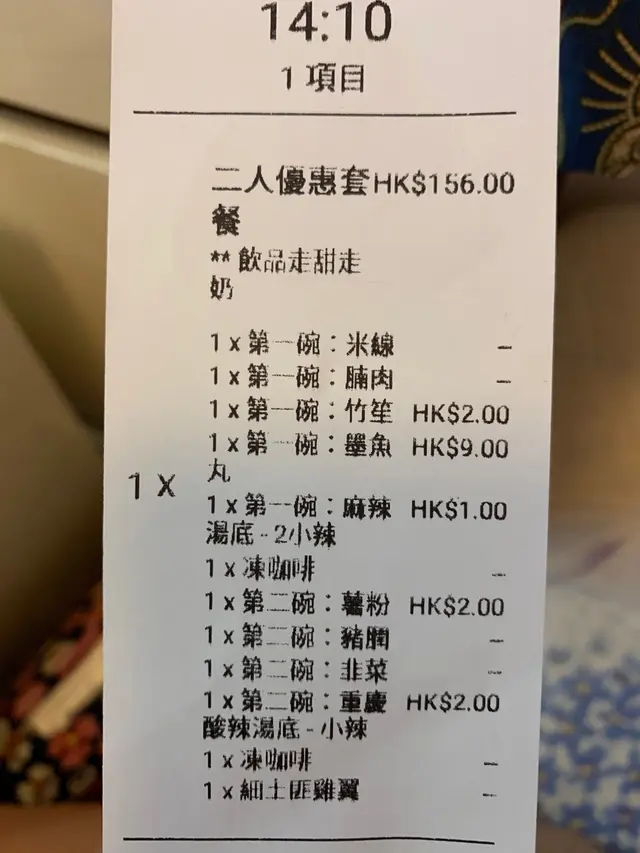 14:10
1 項目
二人優惠套 HK$156.00
餐
** 飲品走甜走
奶
1 x 第一碗：米線 –
1 x 第一碗：腩肉 –
1 x 第一碗：竹笙 HK$2.00
1 x 第一碗：墨魚 HK$9.00
丸
1 X
1 x 第一碗：麻辣 HK$1.00
湯底 - 2小辣
1 x 凍咖啡 –
1 x 第二碗：薯粉 HK$2.00
1 x 第二碗：豬膶 –
1 x 第二碗：韭菜 –
1 x 第二碗：重慶 HK$2.00
酸辣湯底 - 小辣
1 x 凍咖啡 –
1 x 細土匪雞翼 –